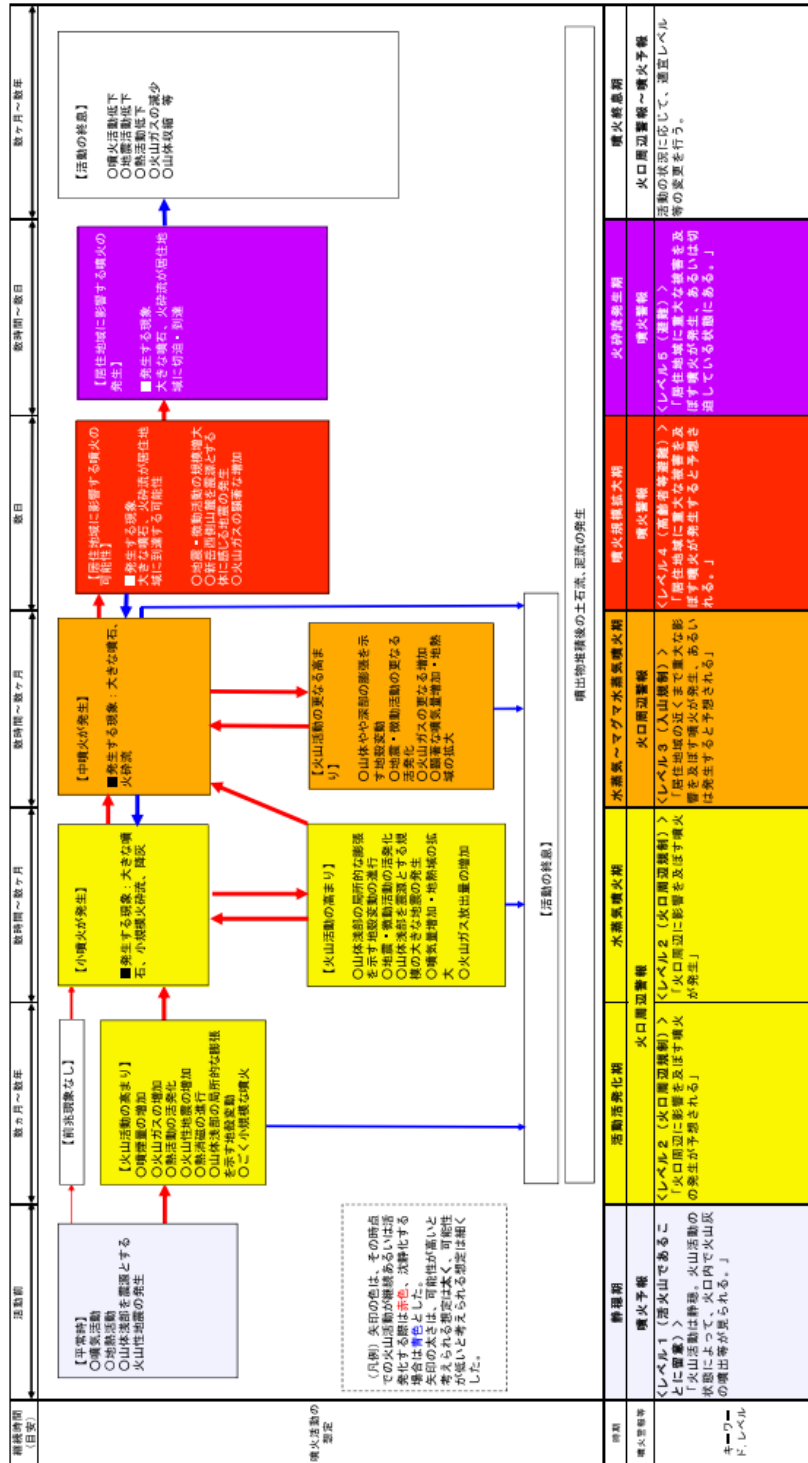 継続時間
（目安）
活動前
数ヵ月～数年
数時間～数ヶ月
数時間～数ヶ月
数日
数時間～数日
数ヶ月～数年
噴火活動の
想定
【平常時】
○噴気活動
○地熱活動
○山体浅部を震源とする
火山性地震の発生
（凡例）矢印の色は、その時点
での火山活動が継続あるいは活
発化する際は赤色、沈静化する
場合は青色とした。
矢印の太さは、可能性が高いと
考えられる想定は太く、可能性
が低いと考えられる想定は細く
した。
【前兆現象なし】
【火山活動の高まり】
○噴煙量の増加
○火山ガスの増加
○熱活動の活発化
○火山性地震の増加
○熱消磁の進行
○山体浅部の局所的な膨張
を示す地殻変動
○ごく小規模な噴火
【小噴火が発生】
■発生する現象：大きな噴
石、小規模火砕流、降灰
【火山活動の高まり】
○山体浅部の局所的な膨張
を示す地殻変動の進行
○地震・微動活動の活発化
○山体浅部を震源とする規
模の大きな地震の発生
○噴気量増加・地熱域の拡
大
○火山ガス放出量の増加
【中噴火が発生】
■発生する現象：大きな噴石、
火砕流
【火山活動の更なる高ま
り】
○山体やや深部の膨張を示
す地殻変動
○地震・微動活動の更なる
活発化
○火山ガスの更なる増加
○顕著な噴気量増加・地熱
域の拡大
【居住地域に影響する噴火の
可能性】
■発生する現象
大きな噴石、火砕流が居住地
域に到達する可能性
○地震・微動活動の規模増大
○新岳西側山麓を震源とする
体に感じる地震の発生
○火山ガスの顕著な増加
【居住地域に影響する噴火の
発生】
■発生する現象
大きな噴石、火砕流が居住地
域に切迫・到達
【活動の終息】
○噴火活動低下
○地震活動低下
○熱活動低下
○火山ガスの減少
○山体収縮 等
【活動の終息】
噴出物堆積後の土石流、泥流の発生
時期
静穏期
活動活発化期
水蒸気噴火期
水蒸気～マグマ水蒸気噴火期
噴火規模拡大期
火砕流発生期
噴火終息期
噴火警報等
噴火予報
火口周辺警報
火口周辺警報
噴火警報
噴火警報
火口周辺警報～噴火予報
キーワー
ド、レベル
＜レベル１（活火山であるこ
とに留意）＞
「火山活動は静穏。火山活動の
状態によって、火口内で火山灰
の噴出等が見られる。」
＜レベル２（火口周辺規制）＞
「火口周辺に影響を及ぼす噴火
の発生が予想される」
＜レベル２（火口周辺規制）＞
「火口周辺に影響を及ぼす噴火
が発生」
＜レベル３（入山規制）＞
「居住地域の近くまで重大な影
響を及ぼす噴火が発生、あるい
は発生すると予想される」
＜レベル４（高齢者等避難）＞
「居住地域に重大な被害を及
ぼす噴火が発生すると予想さ
れる。」
＜レベル５（避難）＞
「居住地域に重大な被害を及
ぼす噴火が発生、あるいは切
迫している状態にある。」
活動の状況に応じて、適宜レベル
等の変更を行う。